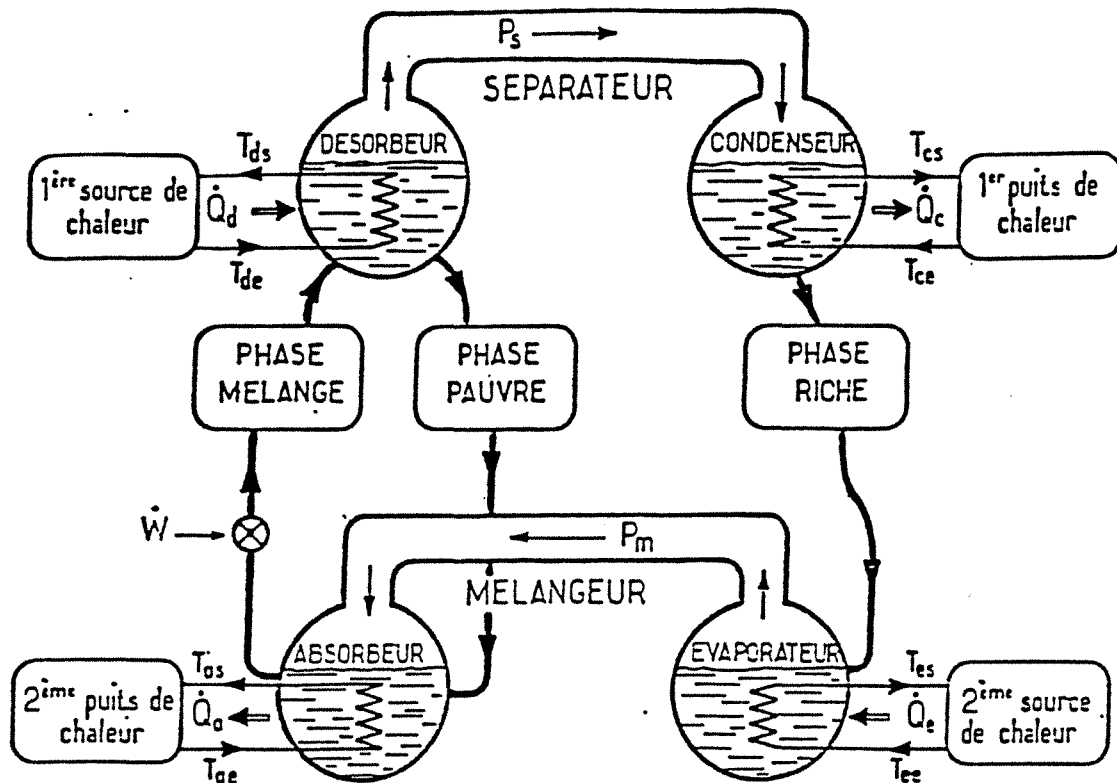 Ps
SEPARATEUR
DESORBEUR
CONDENSEUR
Tds
Tcs
1ère source de
chaleur
Q̇d
Q̇c
1er puits de
chaleur
Tde
Tce
PHASE
MELANGE
PHASE
PAUVRE
PHASE
RICHE
Ẇ
Pm
MELANGEUR
ABSORBEUR
EVAPORATEUR
Tas
Tes
2ème puits de
chaleur
Q̇a
Q̇e
2ème source
de chaleur
Tae
Tee